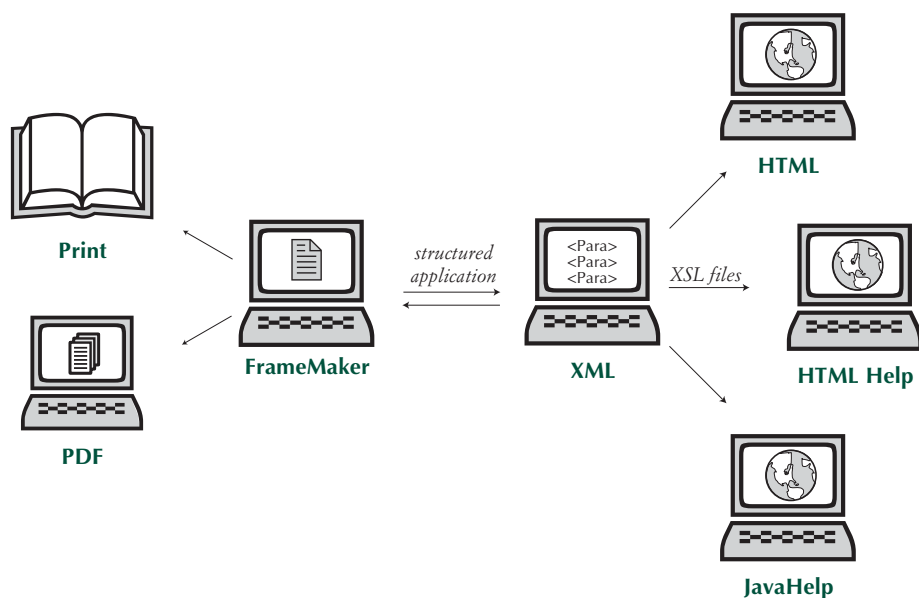 HTML
Print
structured
application
<Para>
<Para>
<Para>
XSL files
FrameMaker
XML
HTML Help
PDF
JavaHelp